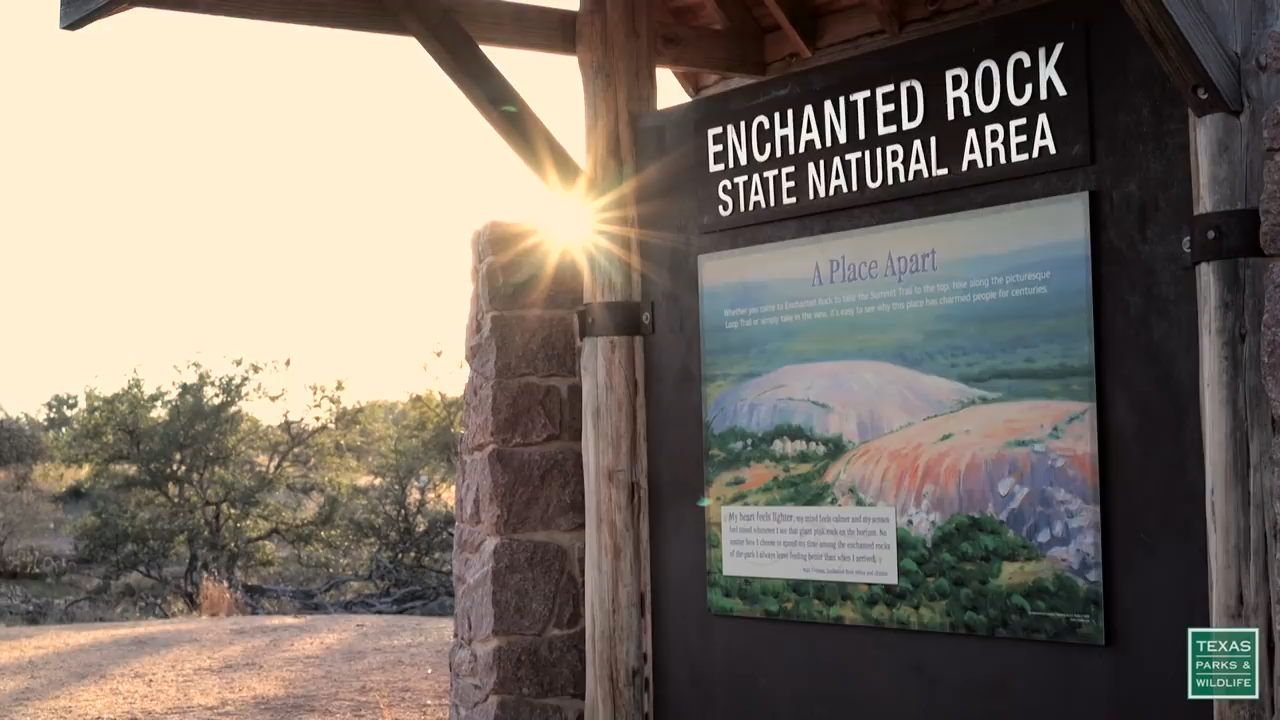 ENCHANTED ROCK
STATE NATURAL AREA
A Place Apart
Whether you come to Enchanted Rock to take the Summit Trail to the top, hike along the picturesque
Loop Trail or simply take in the view, it's easy to see why this place has charmed people for centuries.
My heart feels lighter, my mind feels calmer and my senses
feel tuned whenever I see that giant pink rock on the horizon. No
matter how I choose to spend my time among the enchanted rocks
of the park I always leave feeling better than when I arrived.
TEXAS
PARKS &
WILDLIFE